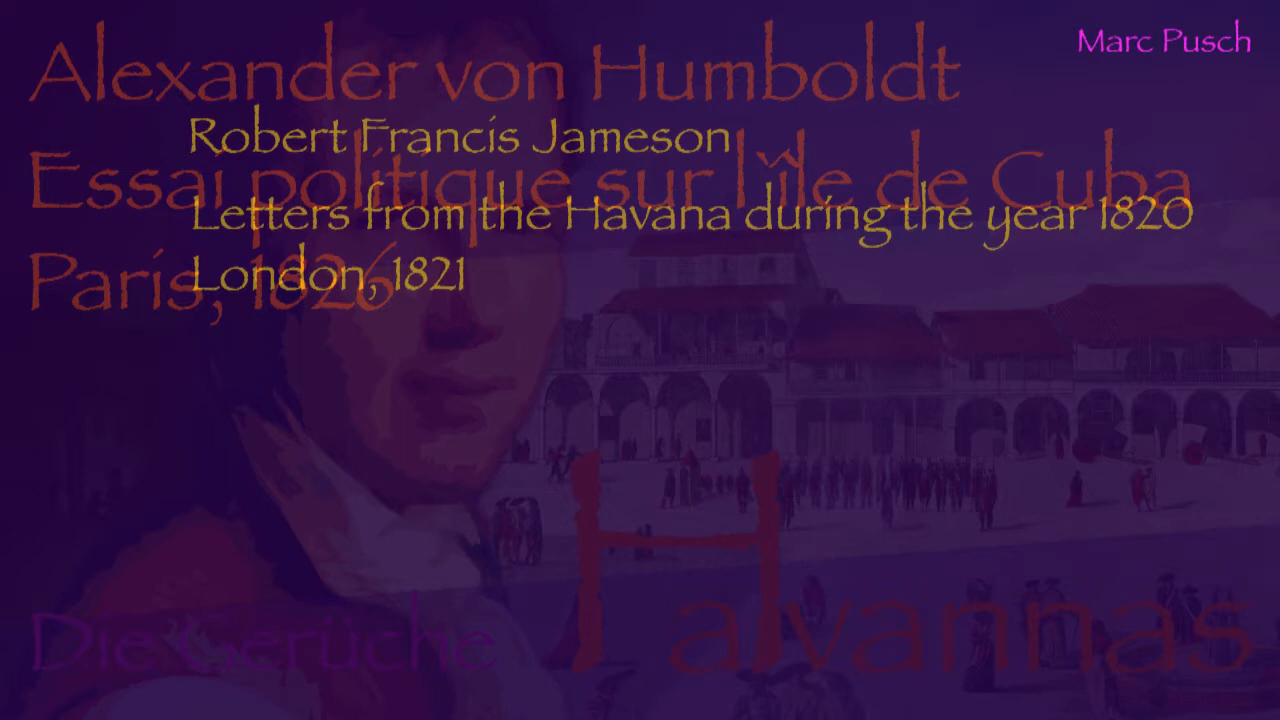 Marc Pusch
Alexander von Humboldt
Essai politique sur l'île de Cuba
Paris, 1826
Robert Francis Jameson
Letters from the Havana during the year 1820
London, 1821
Die Gerüche Havannas